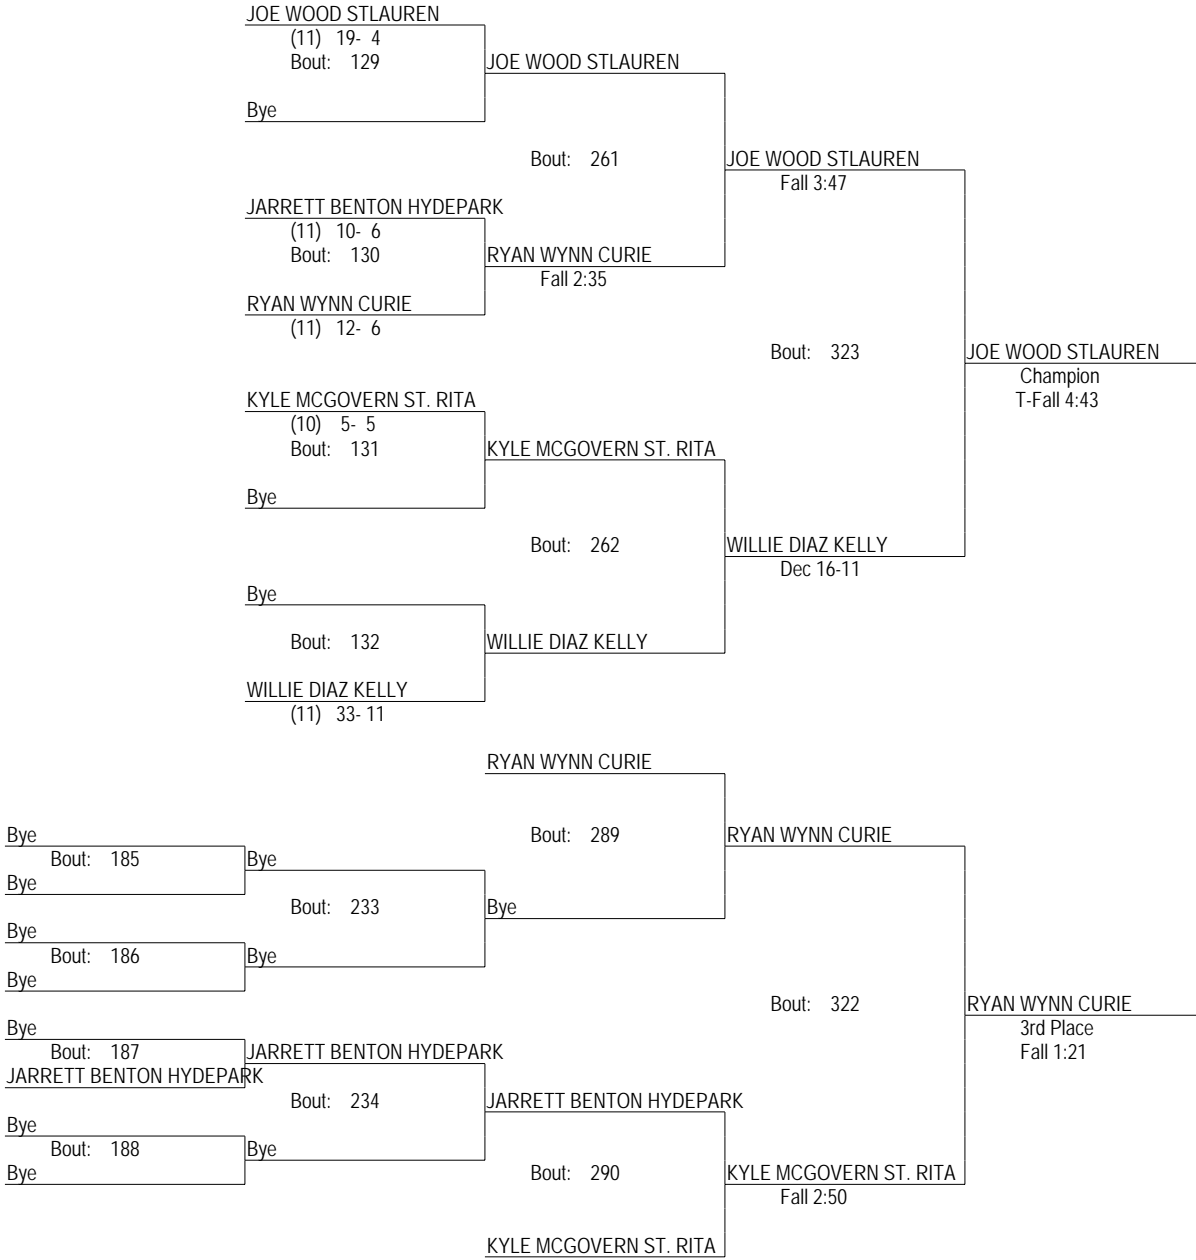 JOE WOOD STLAUREN
(11) 19- 4
Bout: 129
JOE WOOD STLAUREN
Bye
Bout: 261
JOE WOOD STLAUREN
Fall 3:47
JARRETT BENTON HYDEPARK
(11) 10- 6
Bout: 130
RYAN WYNN CURIE
Fall 2:35
RYAN WYNN CURIE
(11) 12- 6
Bout: 323
JOE WOOD STLAUREN
Champion
T-Fall 4:43
KYLE MCGOVERN ST. RITA
(10) 5- 5
Bout: 131
KYLE MCGOVERN ST. RITA
Bye
Bout: 262
WILLIE DIAZ KELLY
Dec 16-11
Bye
Bout: 132
WILLIE DIAZ KELLY
WILLIE DIAZ KELLY
(11) 33- 11
RYAN WYNN CURIE
Bout: 289
RYAN WYNN CURIE
Bye
Bout: 185
Bye
Bye
Bout: 233
Bye
Bye
Bout: 186
Bye
Bye
Bout: 322
RYAN WYNN CURIE
3rd Place
Fall 1:21
Bye
Bout: 187
JARRETT BENTON HYDEPARK
JARRETT BENTON HYDEPARK
Bout: 234
JARRETT BENTON HYDEPARK
Bye
Bout: 188
Bye
Bye
Bout: 290
KYLE MCGOVERN ST. RITA
Fall 2:50
KYLE MCGOVERN ST. RITA